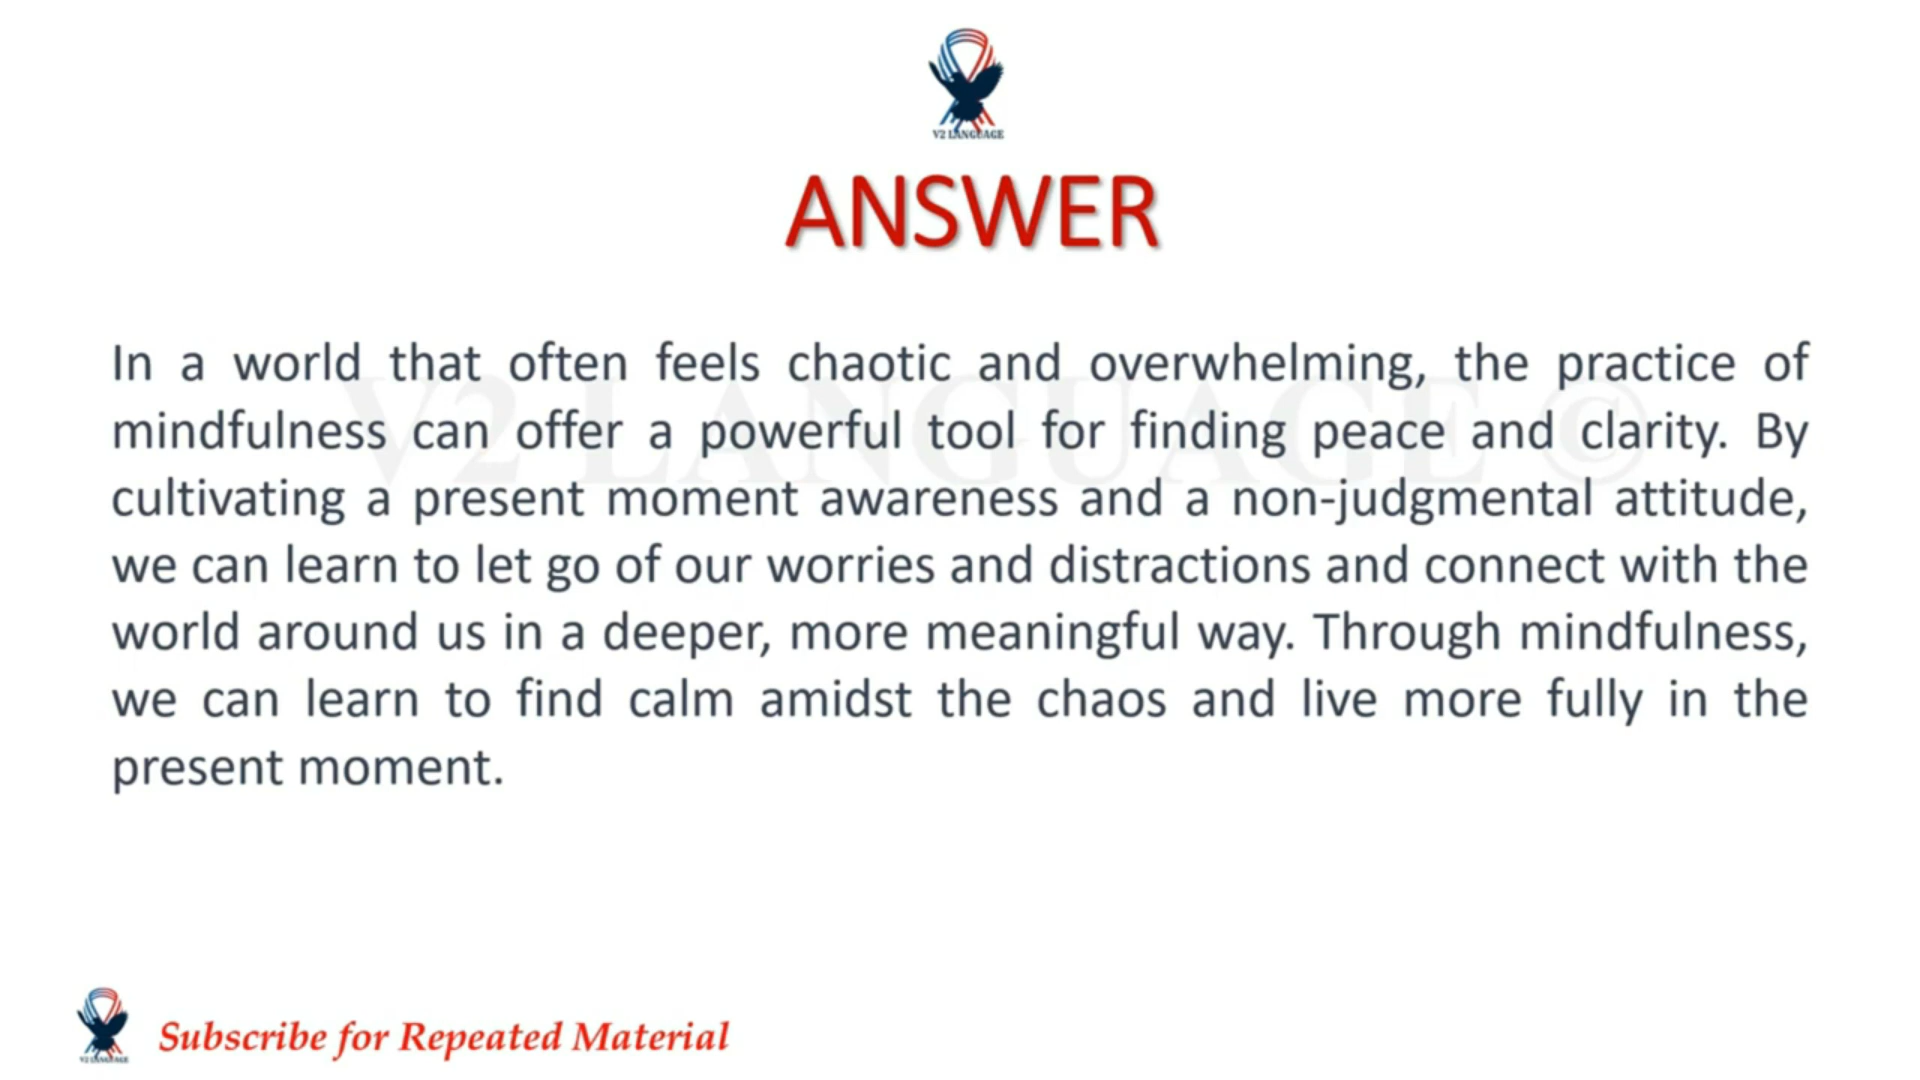 V2 LANGUAGE
ANSWER
In a world that often feels chaotic and overwhelming, the practice of
mindfulness can offer a powerful tool for finding peace and clarity. By
cultivating a present moment awareness and a non-judgmental attitude,
we can learn to let go of our worries and distractions and connect with the
world around us in a deeper, more meaningful way. Through mindfulness,
we can learn to find calm amidst the chaos and live more fully in the
present moment.
V2 LANGUAGE ©
V2 LANGUAGE
Subscribe for Repeated Material